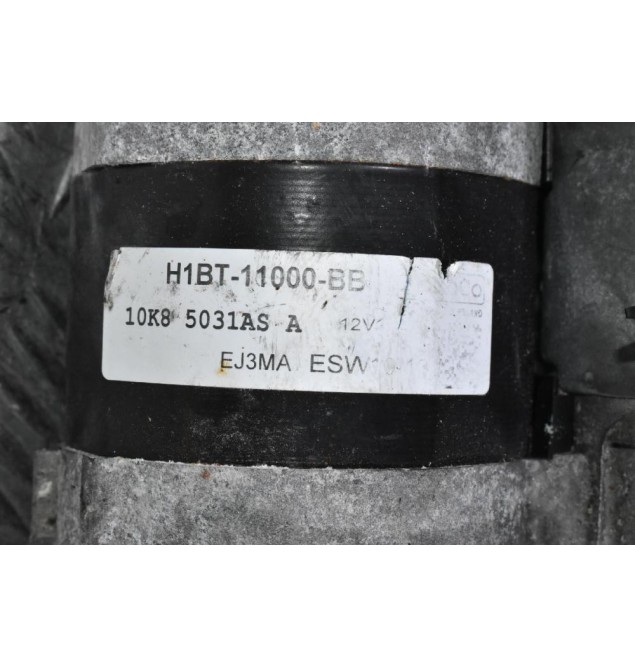 H1BT-11000-BB
10K8 5031AS A 12V
EJ3MA ESW